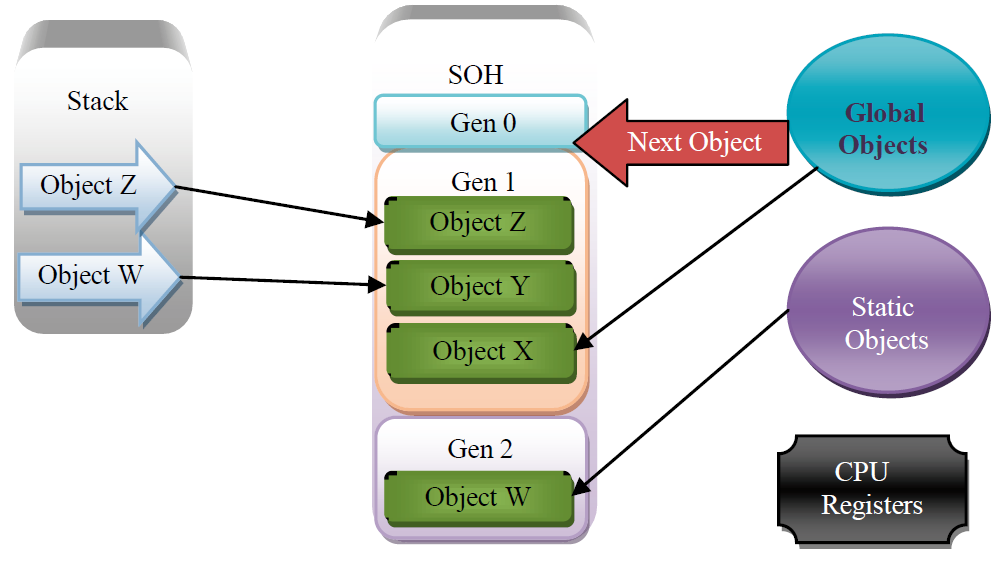 Stack
Object Z
Object W
SOH
Gen 0
Gen 1
Object Z
Object Y
Object X
Gen 2
Object W
Next Object
Global
Objects
Static
Objects
CPU
Registers